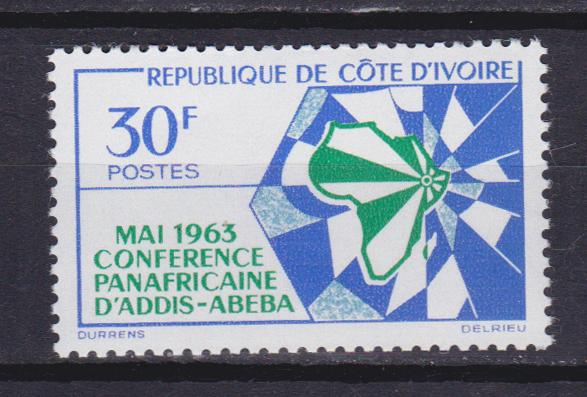 REPUBLIQUE DE CÔTE D'IVOIRE
30F
POSTES
MAI 1963
CONFERENCE
PANAFRICAINE
D'ADDIS-ABEBA
DURRENS
DELRIEU